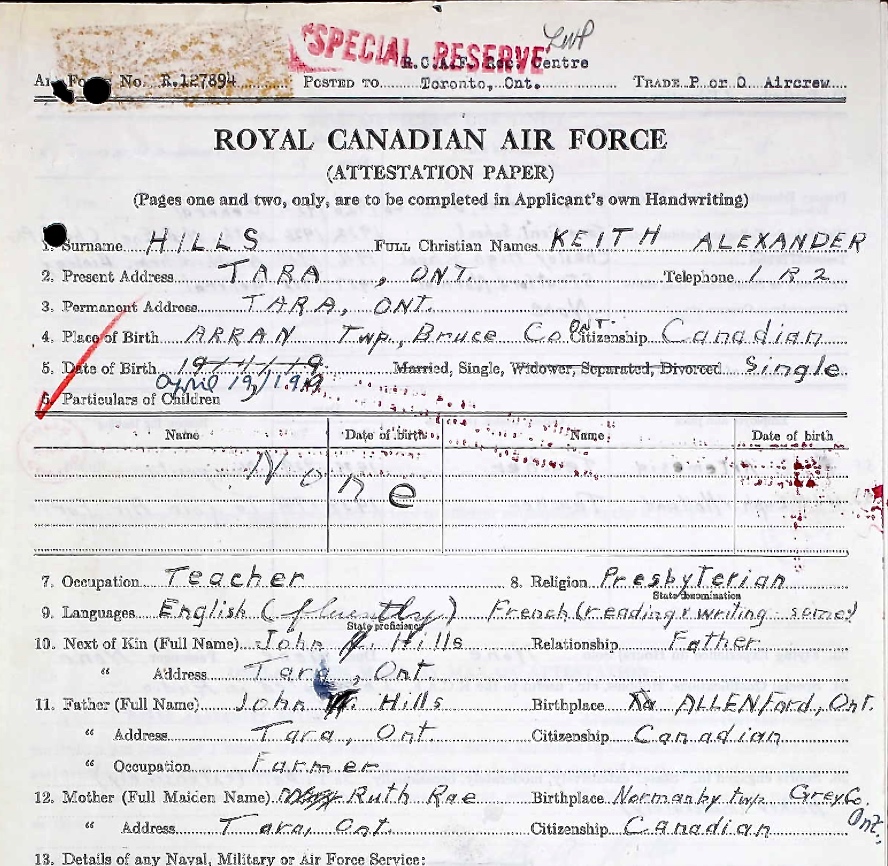 "SPECIAL RESERVE"
R.C.A.F. Rec. Centre
Air Force No. R.127894 Posted to Toronto, Ont. Trade P. or O. Aircrew
ROYAL CANADIAN AIR FORCE
(ATTESTATION PAPER)
(Pages one and two, only, are to be completed in Applicant's own Handwriting)
1. Surname HILLS Full Christian Names KEITH ALEXANDER
2. Present Address TARA, ONT. Telephone 1 R 2
3. Permanent Address TARA, ONT.
4. Place of Birth ARRAN Twp., Bruce Co. ONT. Citizenship Canadian
5. Date of Birth 19/4/19. Married, Single, Widower, Separated, Divorced Single
April 19/1919
6. Particulars of Children
Name Date of birth Name Date of birth
None
7. Occupation Teacher 8. Religion Presbyterian
State denomination
9. Languages English (fluently) French (reading & writing some)
State proficiency
10. Next of Kin (Full Name) John Hills Relationship Father
" Address Tara, Ont.
11. Father (Full Name) John Hills Birthplace ALLENFord, Ont.
" Address Tara, Ont Citizenship Canadian
" Occupation Farmer
12. Mother (Full Maiden Name) Ruth Rae Birthplace Normanby twp. Grey Co. Ont.
" Address Tara, Ont. Citizenship Canadian
13. Details of any Naval, Military or Air Force Service: